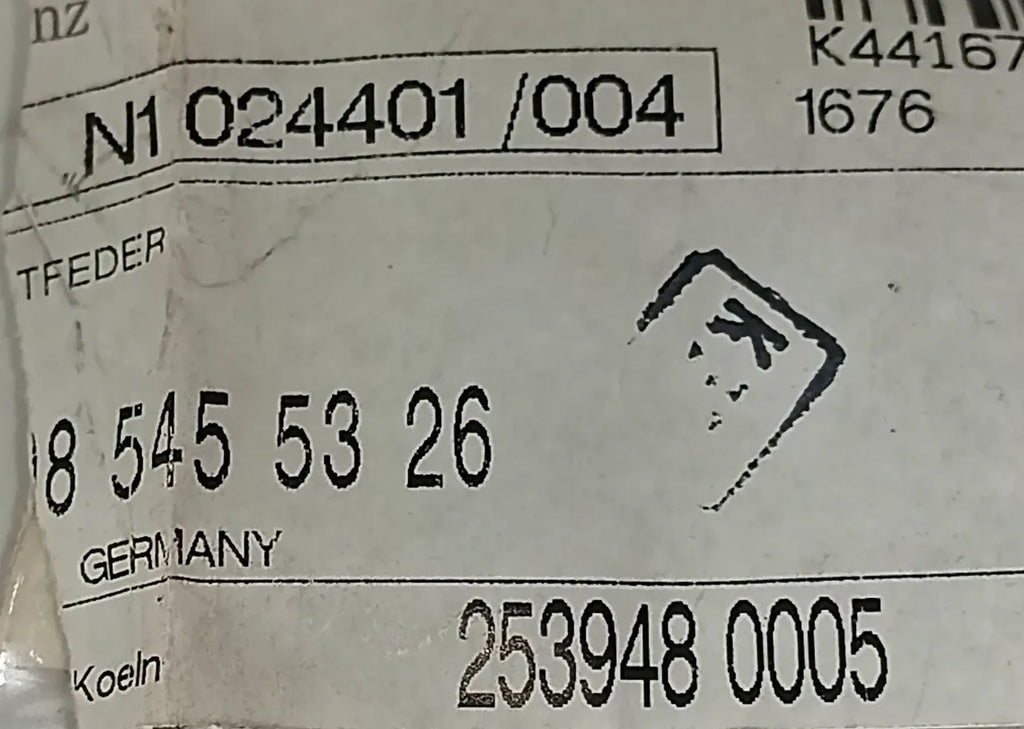 nz
K44167
N1 024401 /004
1676
TFEDER
K
8 545 53 26
GERMANY
Koeln
253948 0005